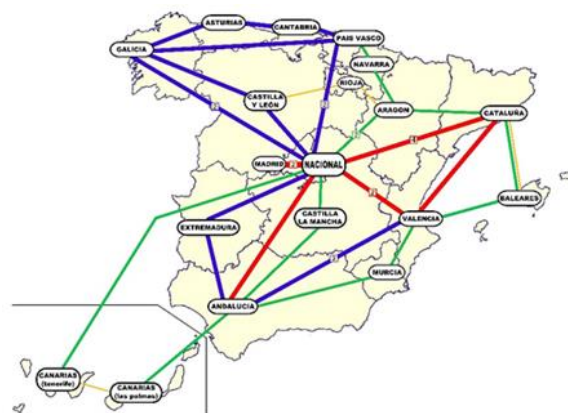 ASTURIAS
CANTABRIA
PAIS VASCO
GALICIA
NAVARRA
RIOJA
CASTILLA
Y LEÓN
ARAGON
CATALUÑA
MADRID
NACIONAL
BALEARES
CASTILLA
LA MANCHA
VALENCIA
EXTREMADURA
MURCIA
ANDALUCIA
CANARIAS
(tenerife)
CANARIAS
(las palmas)